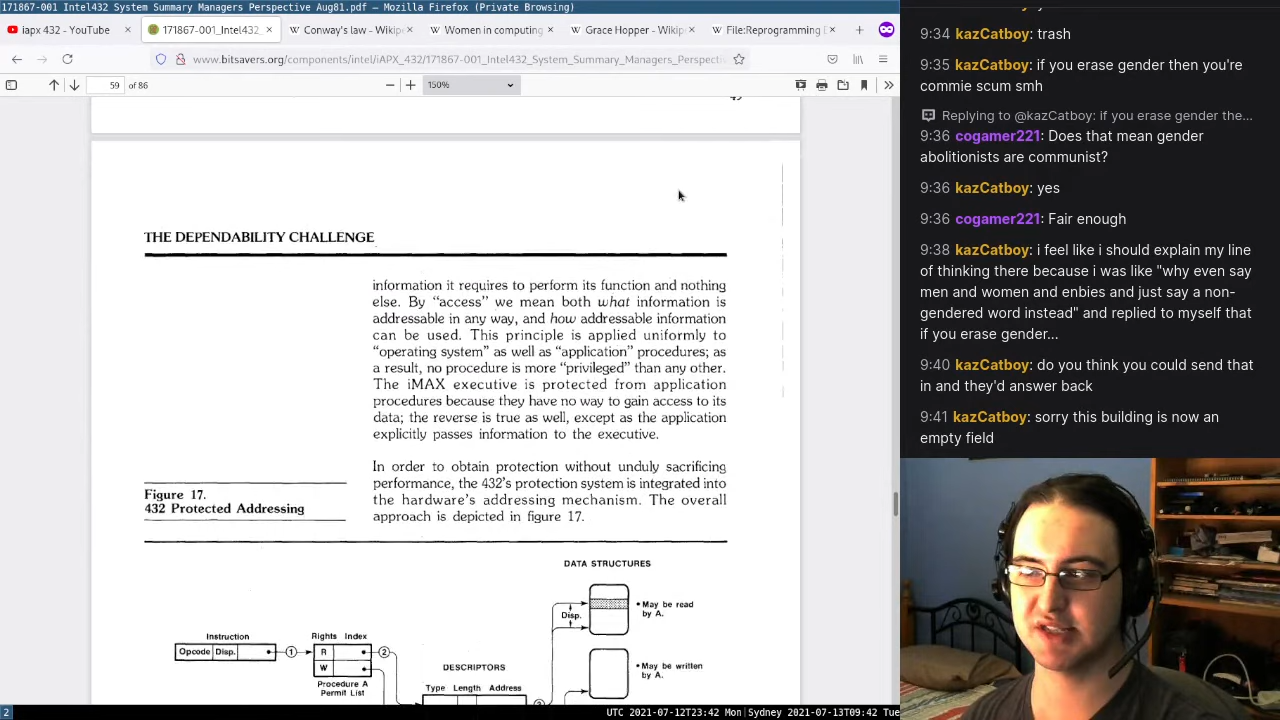 171867-001 Intel432 System Summary Managers Perspective Aug81.pdf - Mozilla Firefox (Private Browsing)
iapx 432 - YouTube
171867-001_Intel432_
Conway's law - Wikip
Women in computing
Grace Hopper - Wikip
File:Reprogramming
www.bitsavers.org/components/intel/iAPX_432/171867-001_Intel432_System_Summary_Managers_Perspecti
59 of 86
150%
THE DEPENDABILITY CHALLENGE
information it requires to perform its function and nothing
else. By “access” we mean both what information is
addressable in any way, and how addressable information
can be used. This principle is applied uniformly to
“operating system” as well as “application” procedures; as
a result, no procedure is more “privileged” than any other.
The iMAX executive is protected from application
procedures because they have no way to gain access to its
data; the reverse is true as well, except as the application
explicitly passes information to the executive.
In order to obtain protection without unduly sacrificing
performance, the 432's protection system is integrated into
the hardware's addressing mechanism. The overall
approach is depicted in figure 17.
Figure 17.
432 Protected Addressing
DATA STRUCTURES
• May be read
by A.
Disp.
Instruction
Opcode Disp.
1
Rights Index
R
W
2
Procedure A
Permit List
DESCRIPTORS
Type Length Address
• May be written
by A.
2
UTC 2021-07-12T23:42 Mon Sydney 2021-07-13T09:42 Tue
9:34 kazCatboy: trash
9:35 kazCatboy: if you erase gender then you're
commie scum smh
Replying to @kazCatboy: if you erase gender the...
9:36 cogamer221: Does that mean gender
abolitionists are communist?
9:36 kazCatboy: yes
9:36 cogamer221: Fair enough
9:38 kazCatboy: i feel like i should explain my line
of thinking there because i was like "why even say
men and women and enbies and just say a non-
gendered word instead" and replied to myself that
if you erase gender...
9:40 kazCatboy: do you think you could send that
in and they'd answer back
9:41 kazCatboy: sorry this building is now an
empty field